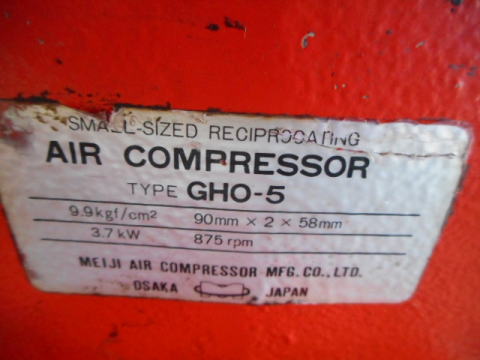 SMALL-SIZED RECIPROCATING
AIR COMPRESSOR
TYPE GHO-5
9.9kgf/cm² 90mm × 2 × 58mm
3.7 kW 875 rpm
MEIJI AIR COMPRESSOR MFG. CO., LTD.
OSAKA JAPAN